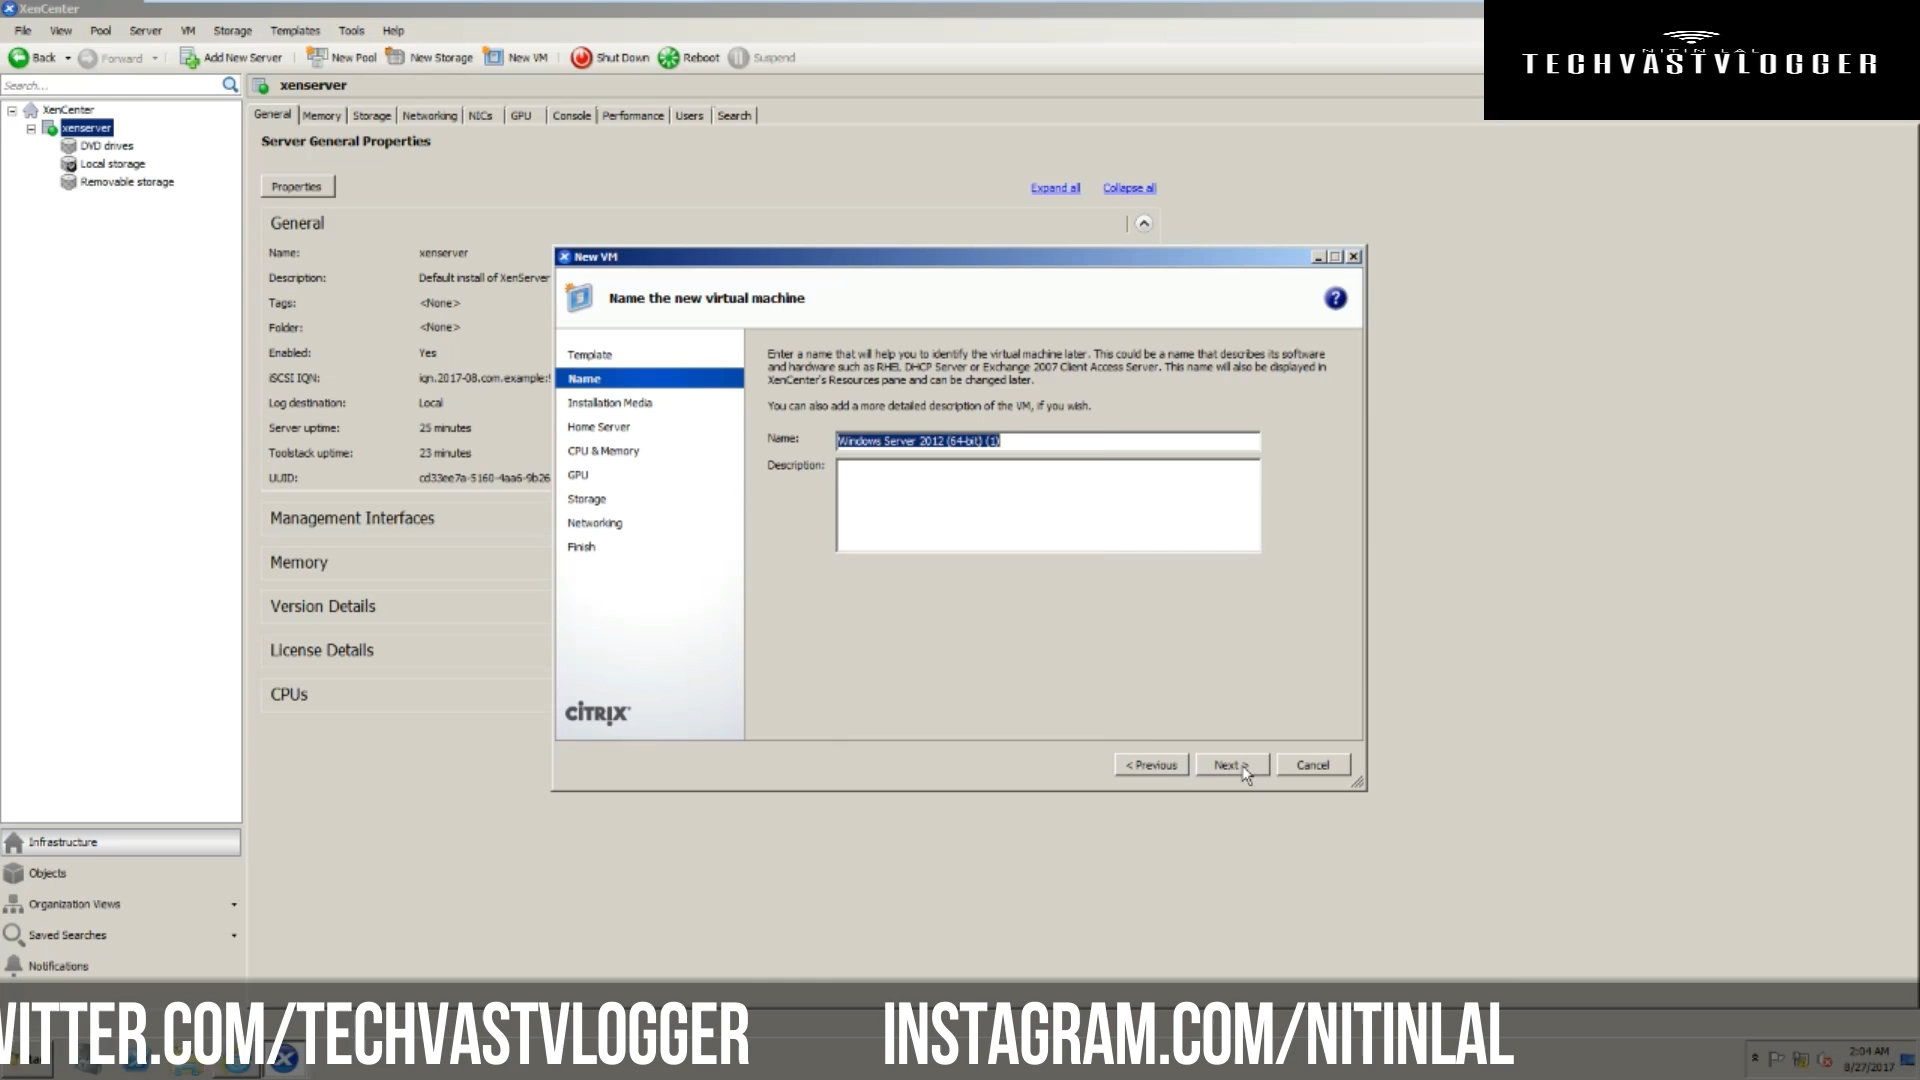 XenCenter
File View Pool Server VM Storage Templates Tools Help
Back Forward Add New Server New Pool New Storage New VM Shut Down Reboot Suspend
NITIN LAL
TECHVASTVLOGGER
Search...
xenserver
XenCenter
xenserver
DVD drives
Local storage
Removable storage
General Memory Storage Networking NICs GPU Console Performance Users Search
Server General Properties
Properties
Expand all Collapse all
General
Name: xenserver
Description: Default install of XenServer
Tags: <None>
Folder: <None>
Enabled: Yes
iSCSI IQN: iqn.2017-08.com.example:
Log destination: Local
Server uptime: 25 minutes
Toolstack uptime: 23 minutes
UUID: cd33ee7a-5160-4aa6-9b26
Management Interfaces
Memory
Version Details
License Details
CPUs
New VM
Name the new virtual machine
?
Template
Name
Installation Media
Home Server
CPU & Memory
GPU
Storage
Networking
Finish
CİTRIX
Enter a name that will help you to identify the virtual machine later. This could be a name that describes its software
and hardware such as RHEL DHCP Server or Exchange 2007 Client Access Server. This name will also be displayed in
XenCenter's Resources pane and can be changed later.
You can also add a more detailed description of the VM, if you wish.
Name: Windows Server 2012 (64-bit) (1)
Description:
< Previous Next > Cancel
Infrastructure
Objects
Organization Views
Saved Searches
Notifications
WITTER.COM/TECHVASTVLOGGER INSTAGRAM.COM/NITINLAL
2:04 AM
8/27/2017